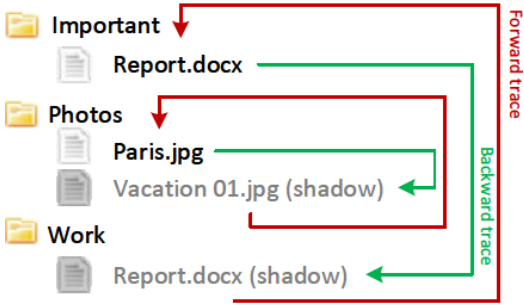 Important
Report.docx
Photos
Paris.jpg
Vacation 01.jpg (shadow)
Work
Report.docx (shadow)
Forward trace
Backward trace